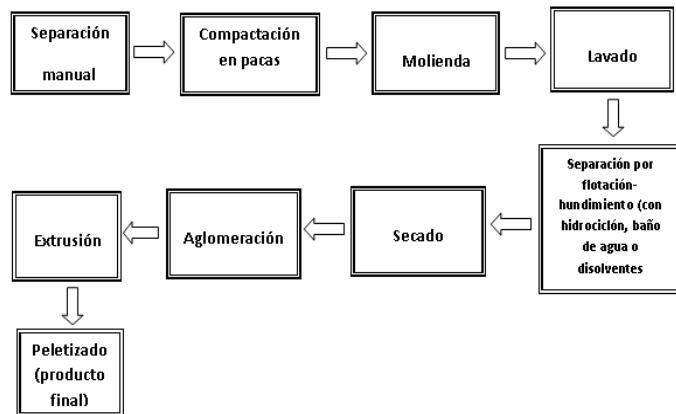 Separación
manual
Compactación
en pacas
Molienda
Lavado
Separación por
flotación-
hundimiento (con
hidrociclón, baño
de agua o
disolventes
Secado
Aglomeración
Extrusión
Peletizado
(producto
final)